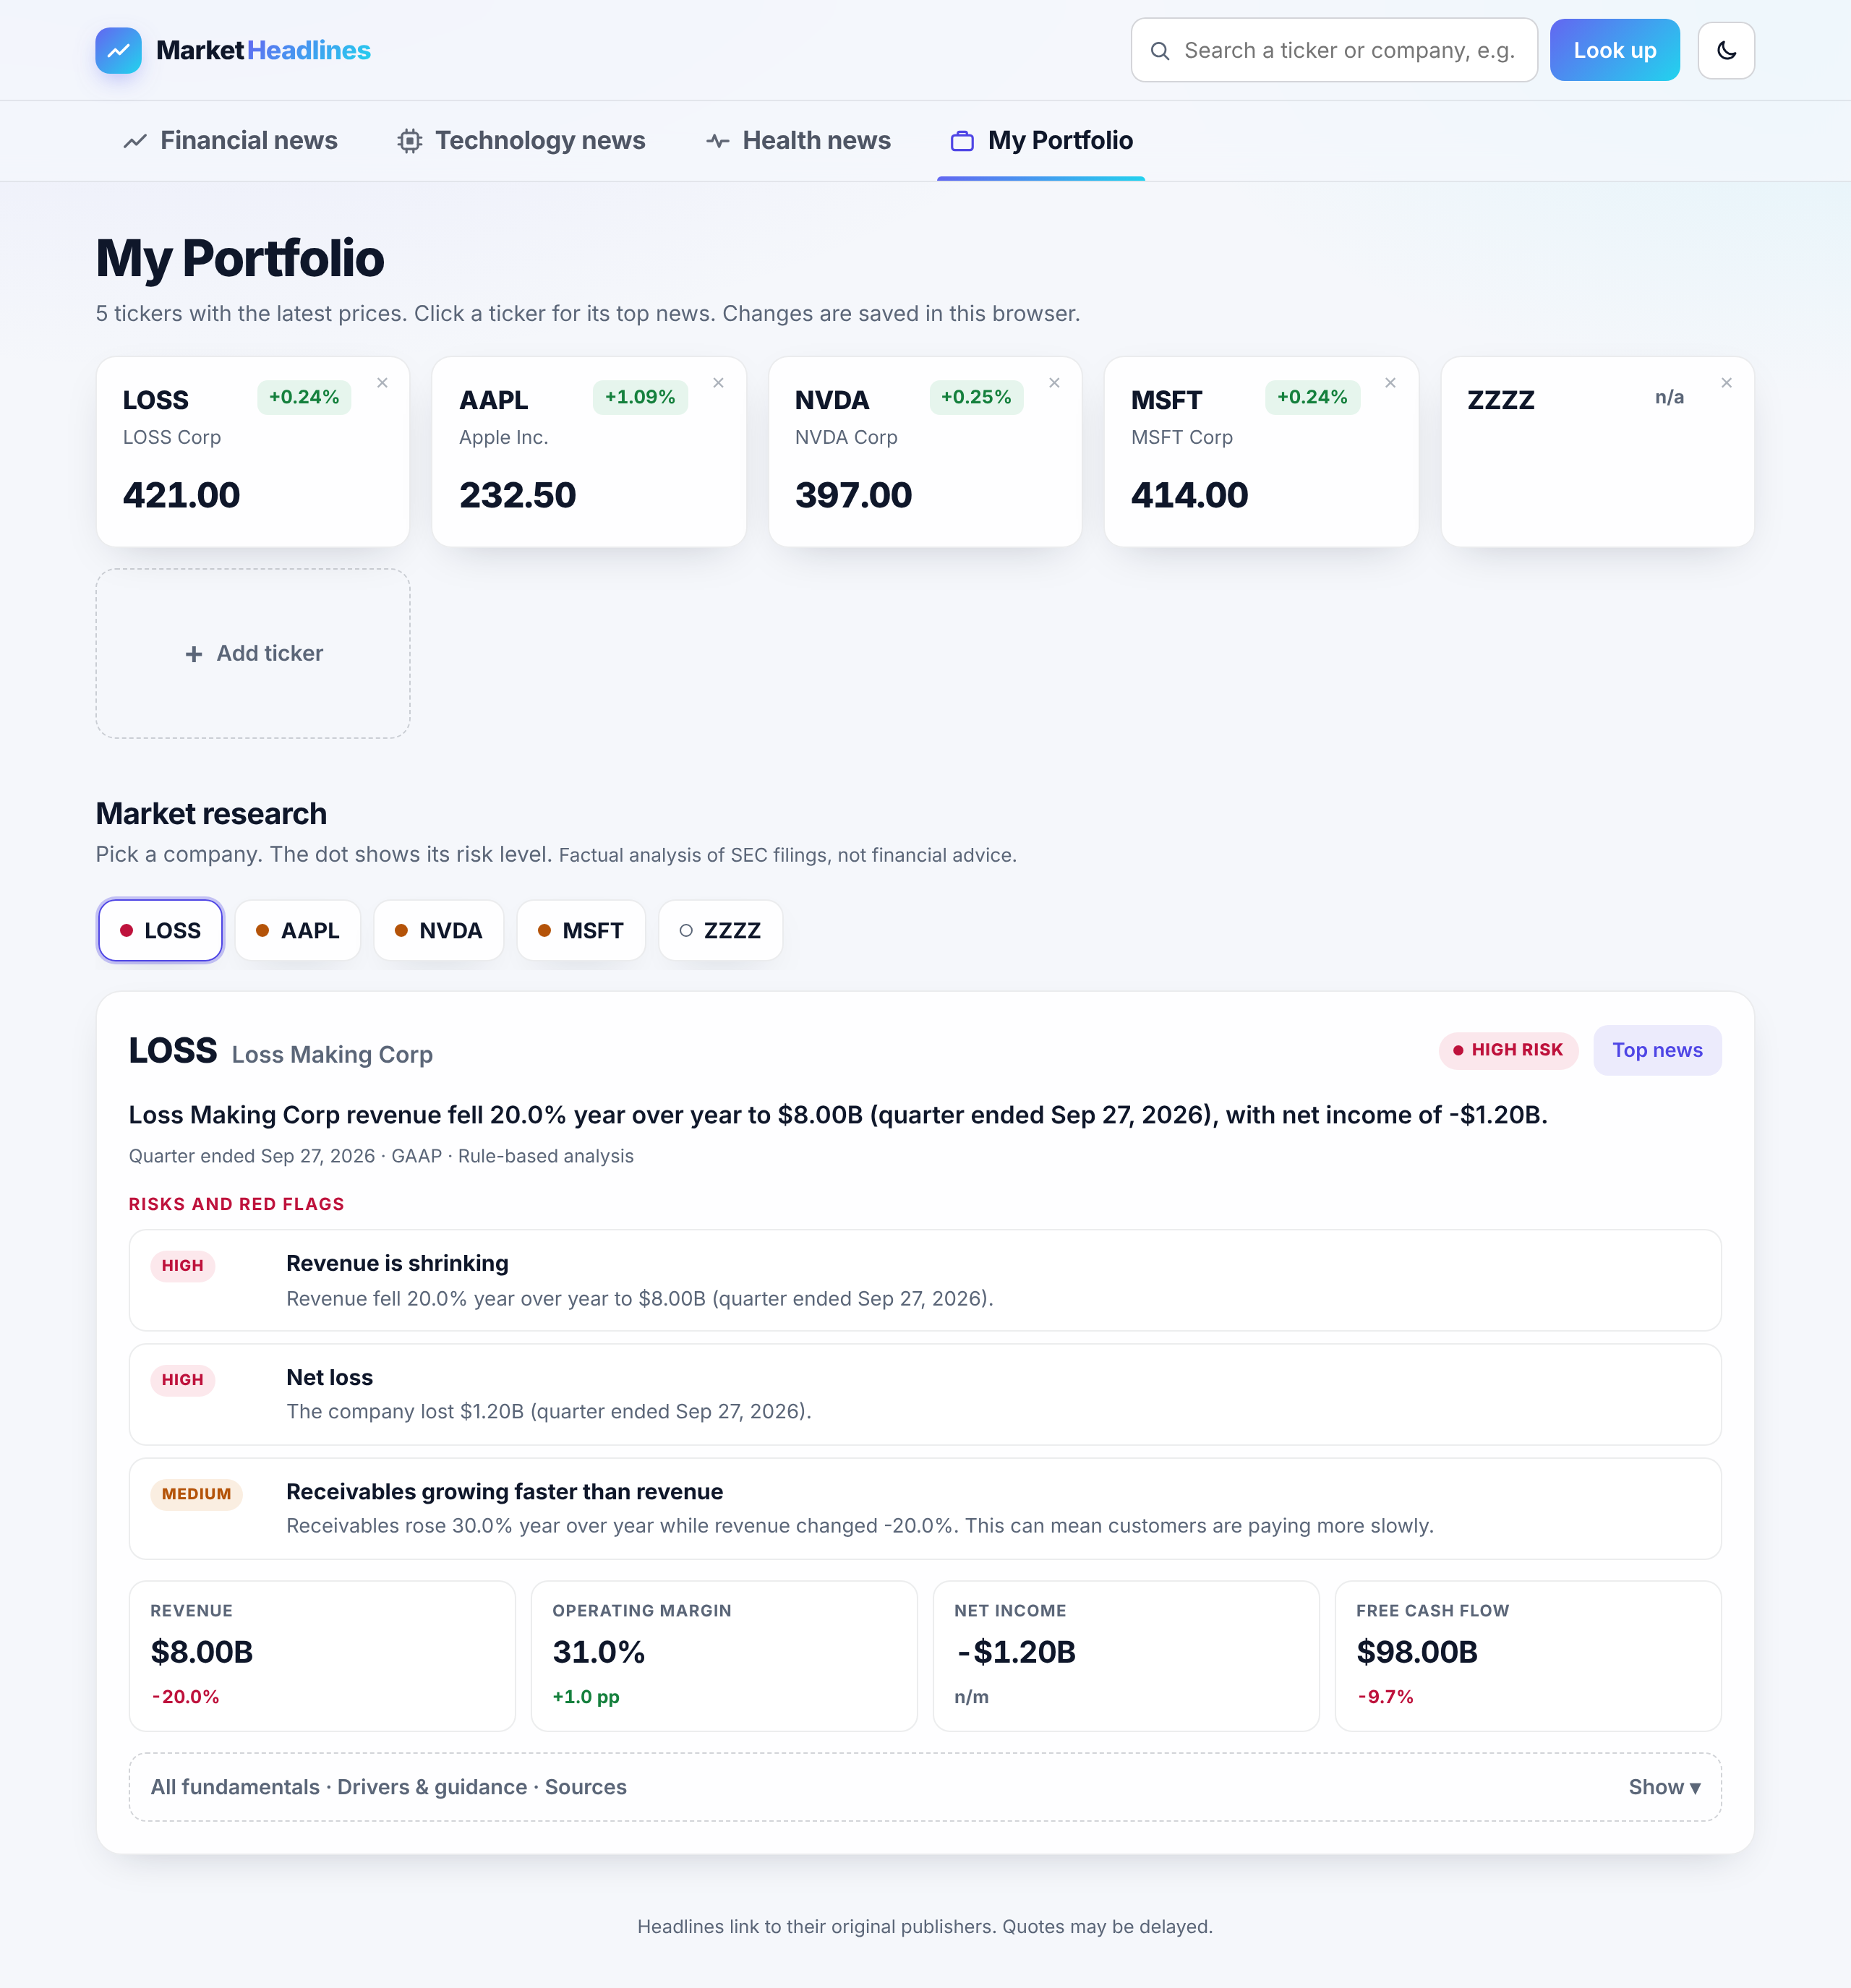 MarketHeadlines
Search a ticker or company, e.g.
Look up
Financial news
Technology news
Health news
My Portfolio
My Portfolio
5 tickers with the latest prices. Click a ticker for its top news. Changes are saved in this browser.
LOSS +0.24% ×
LOSS Corp
421.00
AAPL +1.09% ×
Apple Inc.
232.50
NVDA +0.25% ×
NVDA Corp
397.00
MSFT +0.24% ×
MSFT Corp
414.00
ZZZZ n/a ×
+ Add ticker
Market research
Pick a company. The dot shows its risk level. Factual analysis of SEC filings, not financial advice.
LOSS
AAPL
NVDA
MSFT
ZZZZ
LOSS Loss Making Corp
HIGH RISK
Top news
Loss Making Corp revenue fell 20.0% year over year to $8.00B (quarter ended Sep 27, 2026), with net income of -$1.20B.
Quarter ended Sep 27, 2026 · GAAP · Rule-based analysis
RISKS AND RED FLAGS
HIGH
Revenue is shrinking
Revenue fell 20.0% year over year to $8.00B (quarter ended Sep 27, 2026).
HIGH
Net loss
The company lost $1.20B (quarter ended Sep 27, 2026).
MEDIUM
Receivables growing faster than revenue
Receivables rose 30.0% year over year while revenue changed -20.0%. This can mean customers are paying more slowly.
REVENUE
$8.00B
-20.0%
OPERATING MARGIN
31.0%
+1.0 pp
NET INCOME
-$1.20B
n/m
FREE CASH FLOW
$98.00B
-9.7%
All fundamentals · Drivers & guidance · Sources
Show ▾
Headlines link to their original publishers. Quotes may be delayed.